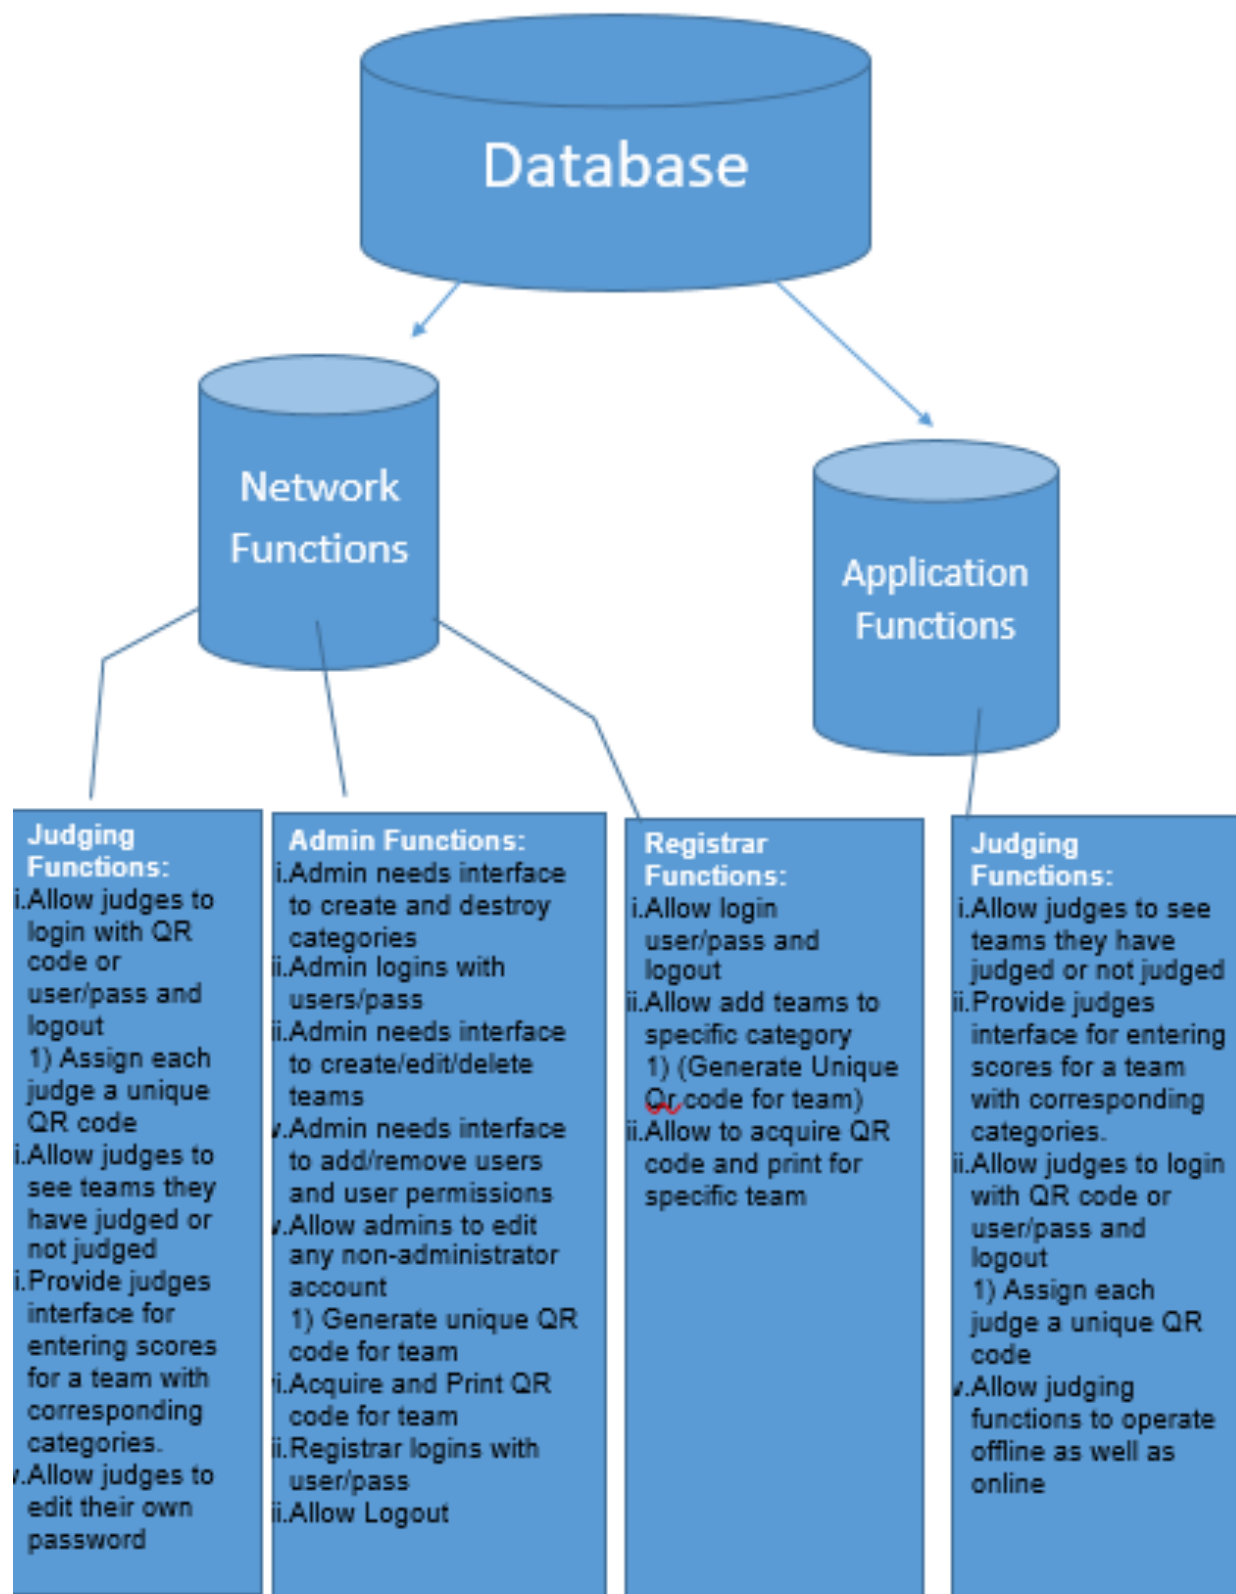 Database
Network
Functions
Application
Functions
Judging
Functions:
i.Allow judges to
login with QR
code or
user/pass and
logout
1) Assign each
judge a unique
QR code
i.Allow judges to
see teams they
have judged or
not judged
i.Provide judges
interface for
entering scores
for a team with
corresponding
categories.
v.Allow judges to
edit their own
password
Admin Functions:
i.Admin needs interface
to create and destroy
categories
ii.Admin logins with
users/pass
ii.Admin needs interface
to create/edit/delete
teams
v.Admin needs interface
to add/remove users
and user permissions
v.Allow admins to edit
any non-administrator
account
1) Generate unique QR
code for team
vi.Acquire and Print QR
code for team
ii.Registrar logins with
user/pass
ii.Allow Logout
Registrar
Functions:
i.Allow login
user/pass and
logout
ii.Allow add teams to
specific category
1) (Generate Unique
Qr code for team)
ii.Allow to acquire QR
code and print for
specific team
Judging
Functions:
i.Allow judges to see
teams they have
judged or not judged
ii.Provide judges
interface for entering
scores for a team
with corresponding
categories.
ii.Allow judges to login
with QR code or
user/pass and
logout
1) Assign each
judge a unique QR
code
v.Allow judging
functions to operate
offline as well as
online